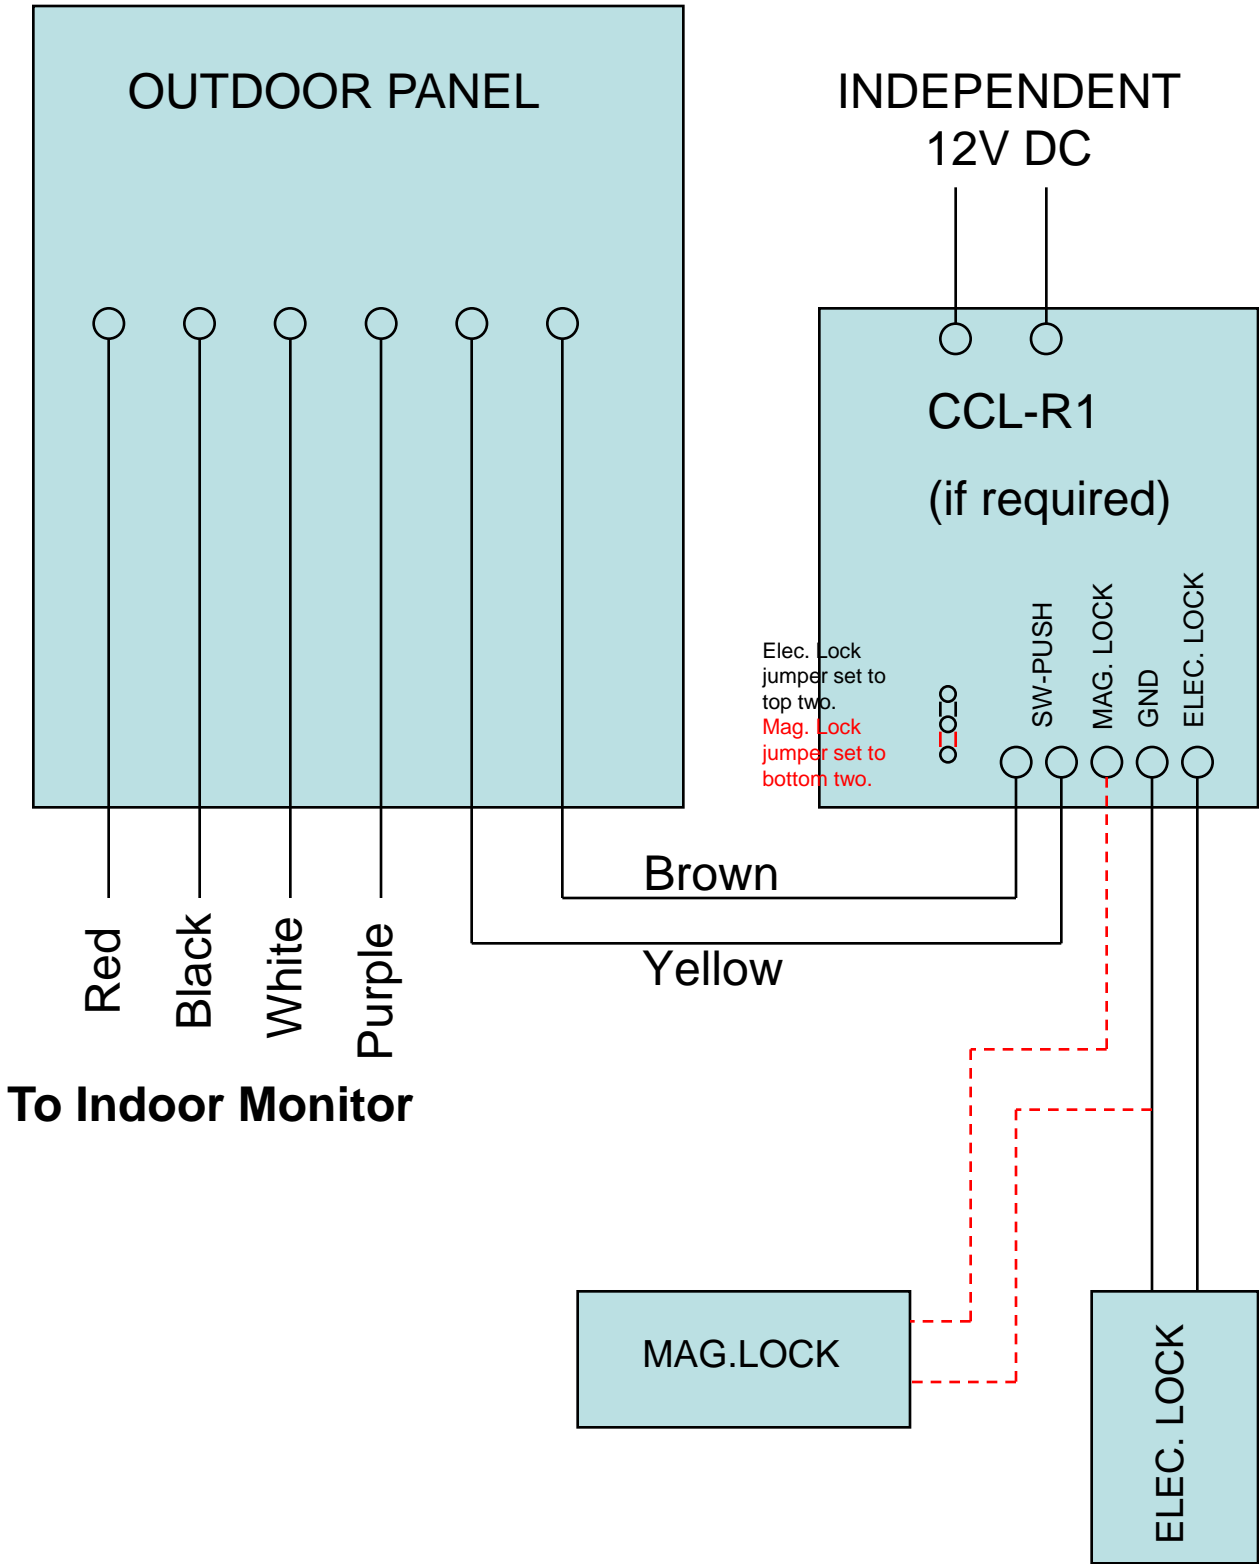 OUTDOOR PANEL
INDEPENDENT
12V DC
CCL-R1
(if required)
Elec. Lock
jumper set to
top two.
Mag. Lock
jumper set to
bottom two.
SW-PUSH
MAG. LOCK
GND
ELEC. LOCK
Brown
Yellow
Red
Black
White
Purple
To Indoor Monitor
MAG.LOCK
ELEC. LOCK